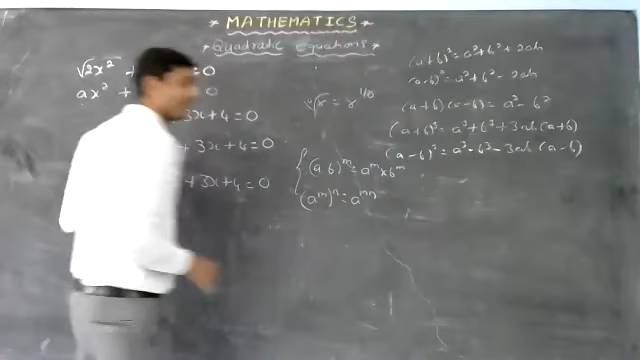 * MATHEMATICS *
* Quadratic equations *
√2x² + =0
ax² + 0
3x+4=0
+ 3x+4=0
+ 3x+4=0
ⁿ√r = r^1/n
(ab)^m = a^m × b^m
(a^m)^n = a^mn
(a+b)² = a²+b²+2ab
(a-b)² = a²+b²-2ab
(a+b)(a-b) = a²-b²
(a+b)³ = a³+b³+3ab(a+b)
(a-b)³ = a³-b³-3ab(a-b)